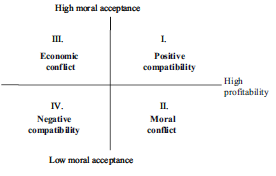 High moral acceptance
III.
Economic
conflict
I.
Positive
compatibility
High
profitability
IV.
Negative
compatibility
II.
Moral
conflict
Low moral acceptance